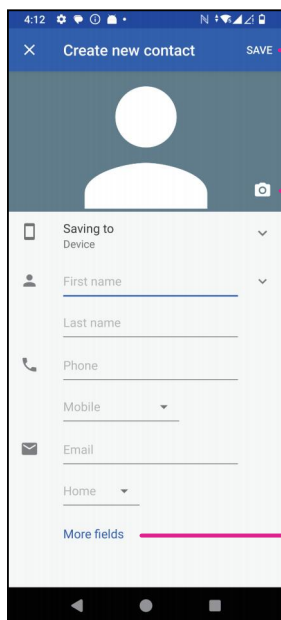 4:12
Create new contact
SAVE
Saving to
Device
First name
Last name
Phone
Mobile
Email
Home
More fields